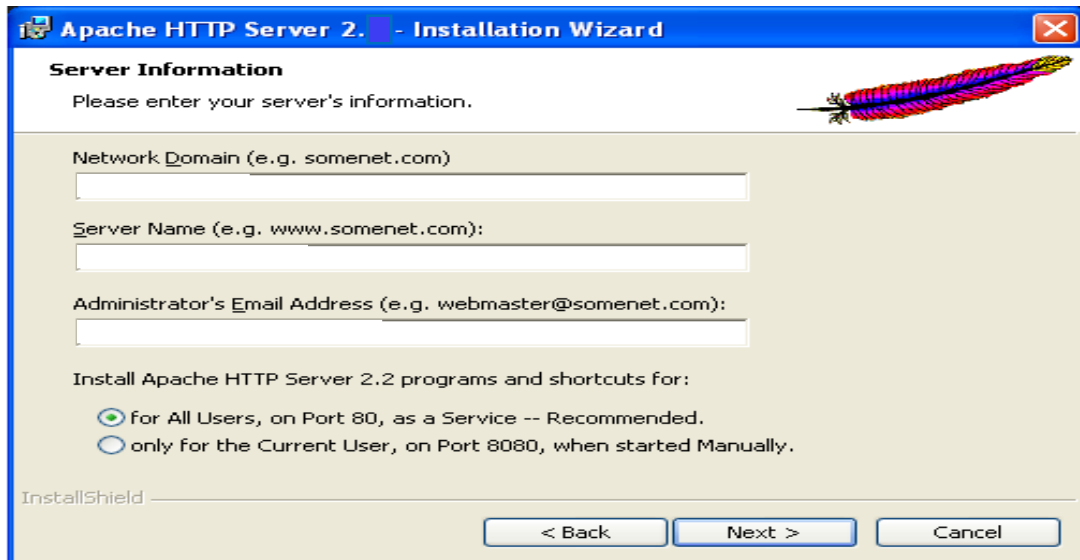 Apache HTTP Server 2. - Installation Wizard
Server Information
Please enter your server's information.
Network Domain (e.g. somenet.com)
Server Name (e.g. www.somenet.com):
Administrator's Email Address (e.g. webmaster@somenet.com):
Install Apache HTTP Server 2.2 programs and shortcuts for:
for All Users, on Port 80, as a Service -- Recommended.
only for the Current User, on Port 8080, when started Manually.
InstallShield
< Back Next > Cancel